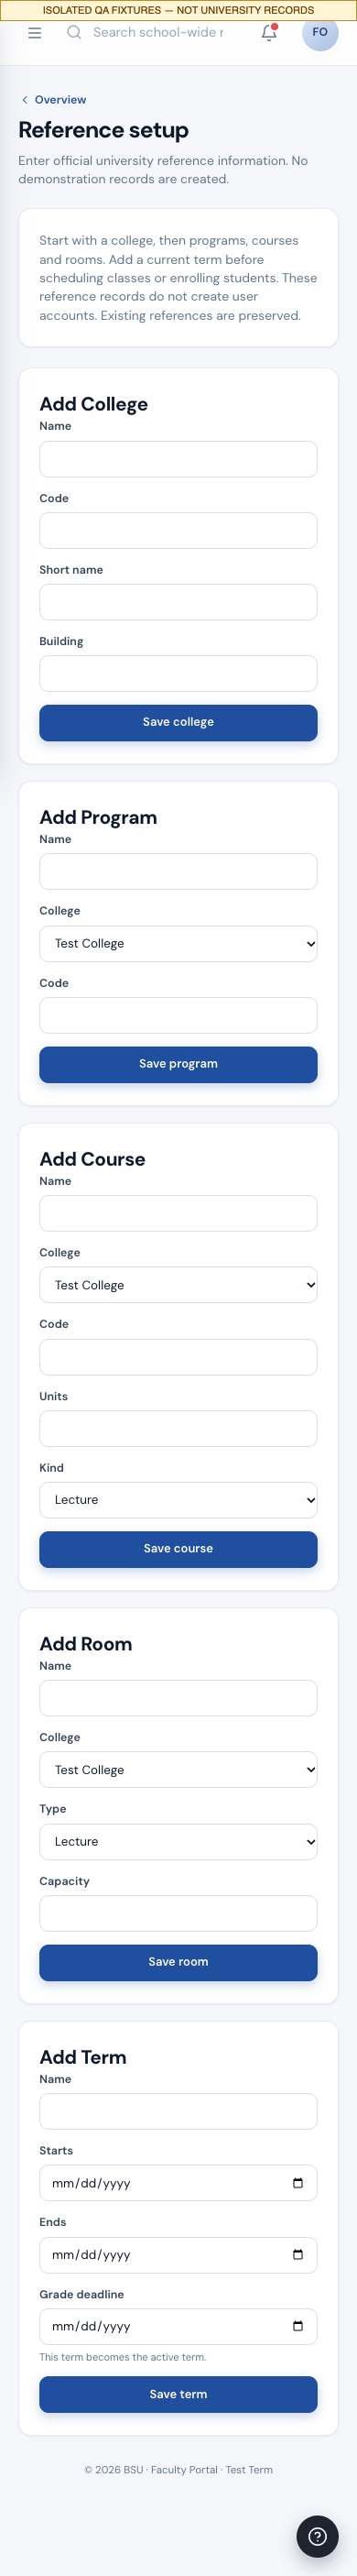 ISOLATED QA FIXTURES — NOT UNIVERSITY RECORDS
Search school-wide r
FO
Overview
Reference setup
Enter official university reference information. No
demonstration records are created.
Start with a college, then programs, courses
and rooms. Add a current term before
scheduling classes or enrolling students. These
reference records do not create user
accounts. Existing references are preserved.
Add College
Name
Code
Short name
Building
Save college
Add Program
Name
College
Test College
Code
Save program
Add Course
Name
College
Test College
Code
Units
Kind
Lecture
Save course
Add Room
Name
College
Test College
Type
Lecture
Capacity
Save room
Add Term
Name
Starts
mm/dd/yyyy
Ends
mm/dd/yyyy
Grade deadline
mm/dd/yyyy
This term becomes the active term.
Save term
© 2026 BSU · Faculty Portal · Test Term